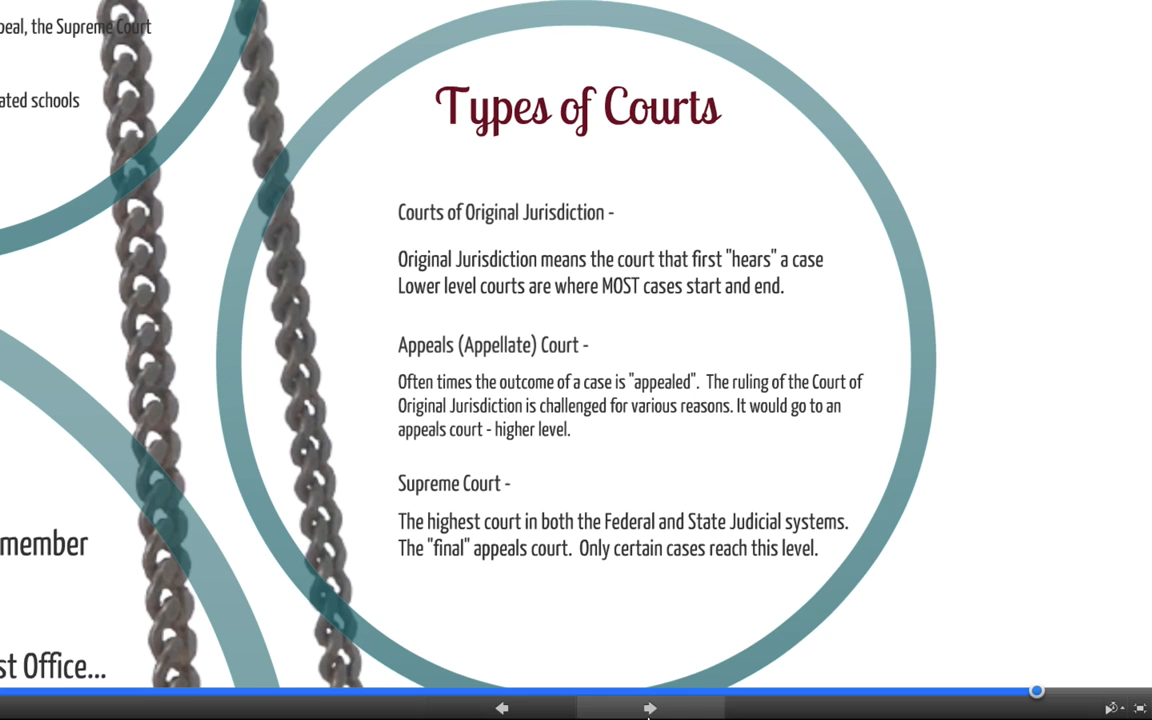 peal, the Supreme Court
ated schools
member
st Office...
Types of Courts
Courts of Original Jurisdiction -
Original Jurisdiction means the court that first "hears" a case
Lower level courts are where MOST cases start and end.
Appeals (Appellate) Court -
Often times the outcome of a case is "appealed".  The ruling of the Court of
Original Jurisdiction is challenged for various reasons. It would go to an
appeals court - higher level.
Supreme Court -
The highest court in both the Federal and State Judicial systems.
The "final" appeals court.  Only certain cases reach this level.